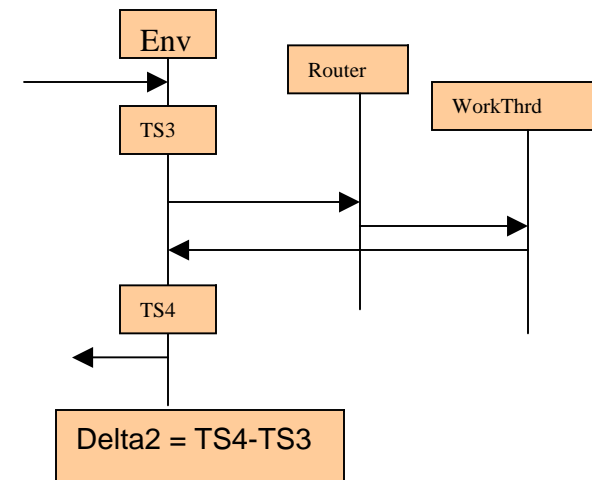 Env
Router
WorkThrd
TS3
TS4
Delta2 = TS4-TS3